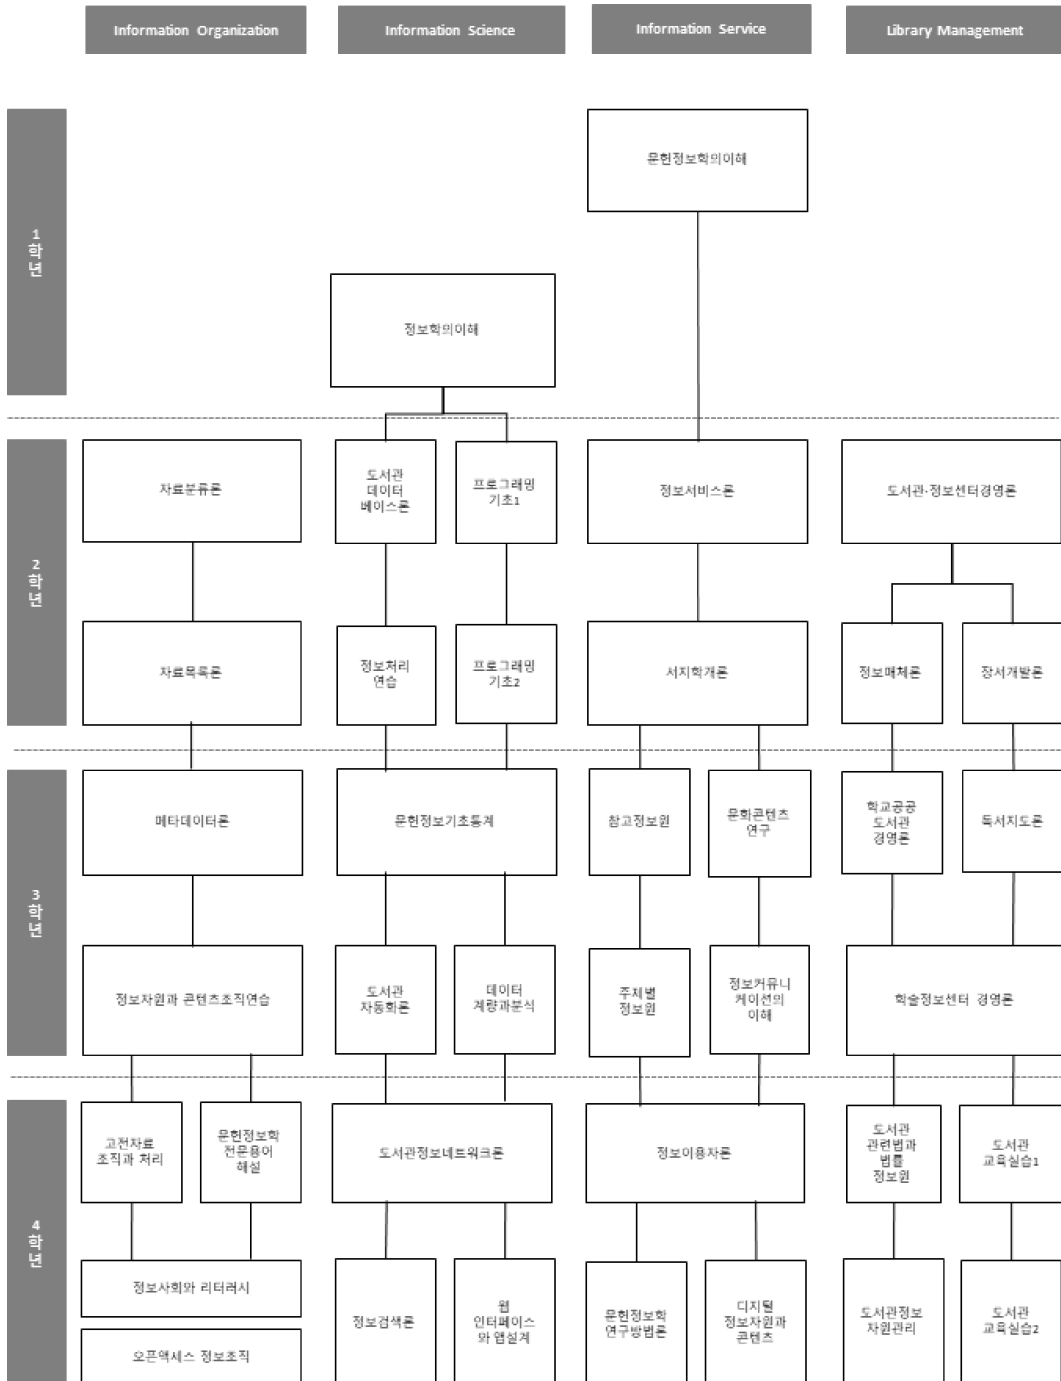 Information Organization
Information Science
Information Service
Library Management
1
학
년
문헌정보학의이해
정보학의이해
2
학
년
자료분류론
도서관
데이터
베이스론
프로그래밍
기초1
정보서비스론
도서관·정보센터경영론
자료목록론
정보처리
연습
프로그래밍
기초2
서지학개론
정보매체론
장서개발론
3
학
년
메타데이터론
문헌정보기초통계
참고정보원
문화콘텐츠
연구
학교공공
도서관
경영론
독서지도론
정보자원과 콘텐츠조직연습
도서관
자동화론
데이터
계량과분석
주제별
정보원
정보커뮤니
케이션의
이해
학술정보센터 경영론
4
학
년
고전자료
조직과 처리
문헌정보학
전문용어
해설
도서관정보네트워크론
정보이용자론
도서관
관련법과
법률
정보원
도서관
교육실습1
정보사회와 리터러시
오픈액세스 정보조직
정보검색론
웹
인터페이스
와 앱설계
문헌정보학
연구방법론
디지털
정보자원과
콘텐츠
도서관정보
자원관리
도서관
교육실습2